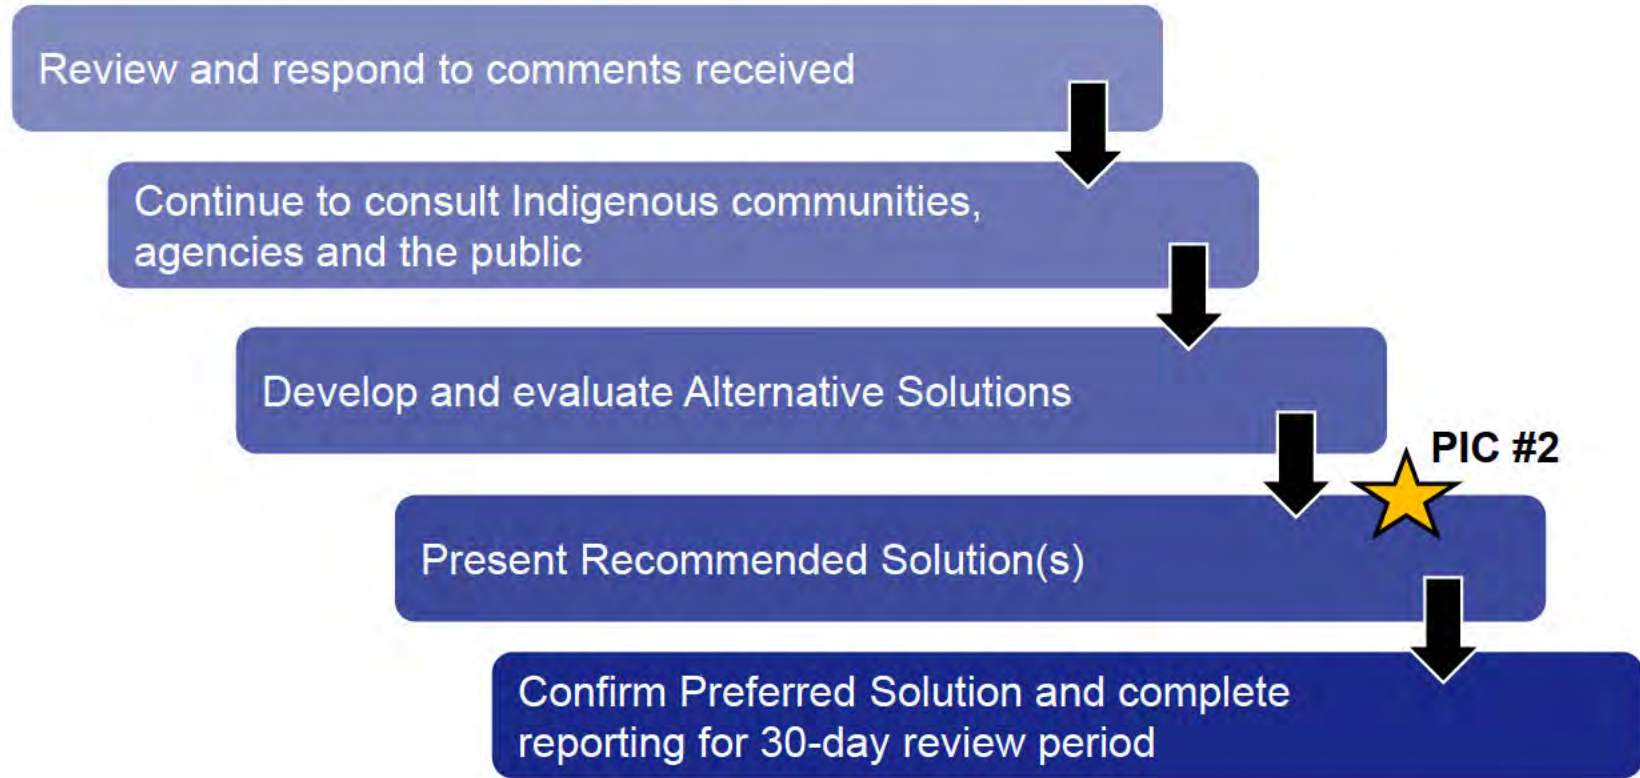 Review and respond to comments received
Continue to consult Indigenous communities,
agencies and the public
Develop and evaluate Alternative Solutions
PIC #2
Present Recommended Solution(s)
Confirm Preferred Solution and complete
reporting for 30-day review period